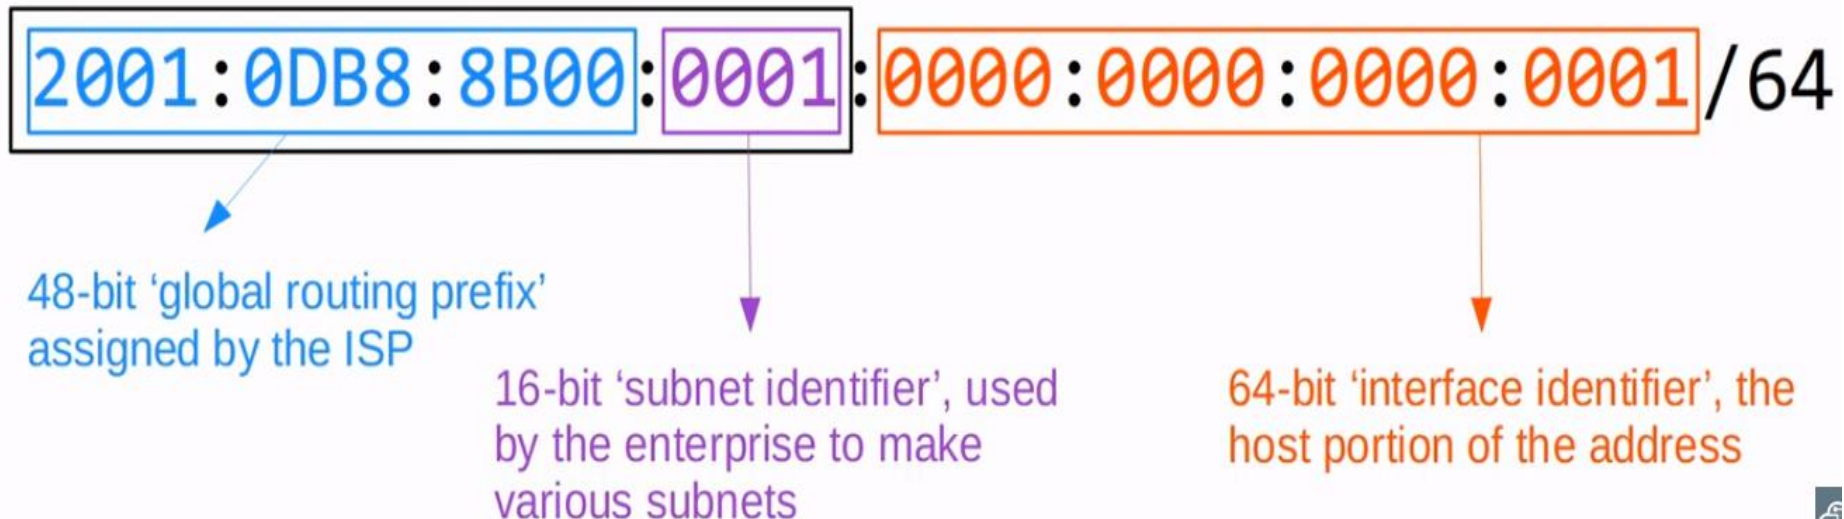 2001:0DB8:8B00:0001:0000:0000:0000:0001/64
48-bit ‘global routing prefix’
assigned by the ISP
16-bit ‘subnet identifier’, used
by the enterprise to make
various subnets
64-bit ‘interface identifier’, the
host portion of the address